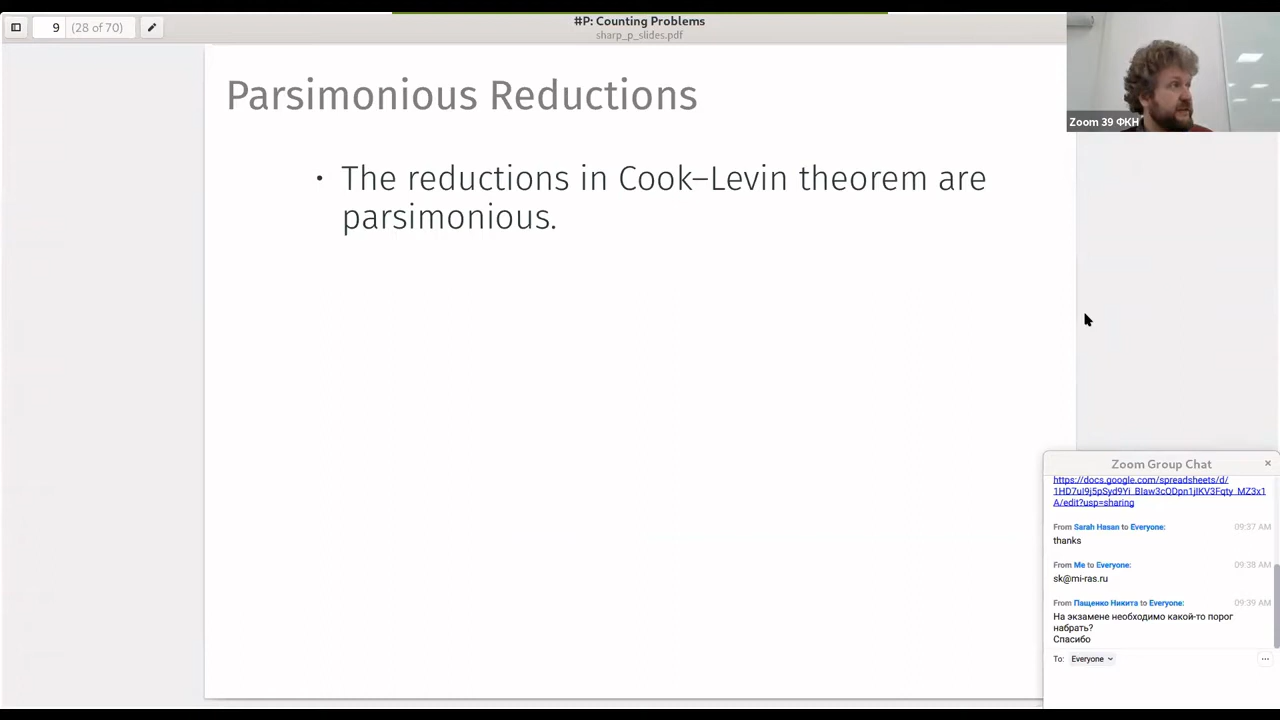 9 (28 of 70)
#P: Counting Problems
sharp_p_slides.pdf
Parsimonious Reductions
• The reductions in Cook–Levin theorem are
parsimonious.
Zoom 39 ФКН
Zoom Group Chat
https://docs.google.com/spreadsheets/d/
A/edit?usp=sharing
From Sarah Hasan to Everyone: 09:37 AM
thanks
From Me to Everyone: 09:38 AM
sk@mi-ras.ru
From Пащенко Никита to Everyone: 09:39 AM
На экзамене необходимо какой-то порог
набрать?
Спасибо
To: Everyone